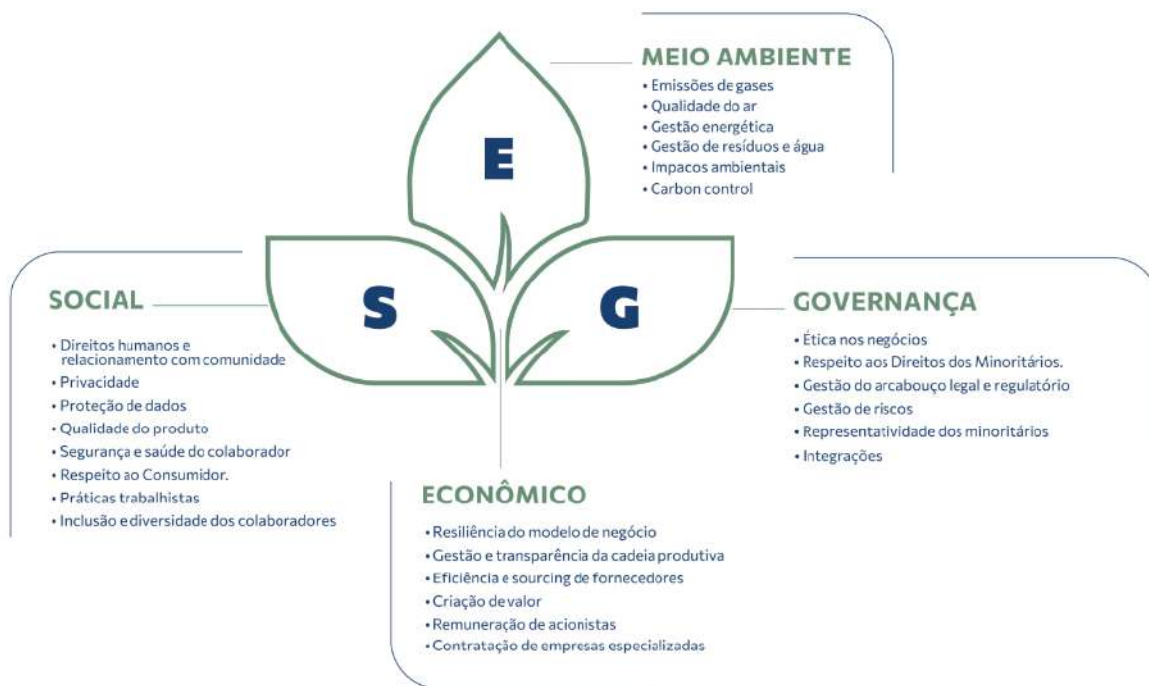 MEIO AMBIENTE
• Emissões de gases
• Qualidade do ar
• Gestão energética
• Gestão de resíduos e água
• Impacos ambientais
• Carbon control
E
S
G
SOCIAL
• Direitos humanos e
relacionamento com comunidade
• Privacidade
• Proteção de dados
• Qualidade do produto
• Segurança e saúde do colaborador
• Respeito ao Consumidor.
• Práticas trabalhistas
• Inclusão e diversidade dos colaboradores
GOVERNANÇA
• Ética nos negócios
• Respeito aos Direitos dos Minoritários.
• Gestão do arcabouço legal e regulatório
• Gestão de riscos
• Representatividade dos minoritários
• Integrações
ECONÔMICO
• Resiliência do modelo de negócio
• Gestão e transparência da cadeia produtiva
• Eficiência e sourcing de fornecedores
• Criação de valor
• Remuneração de acionistas
• Contratação de empresas especializadas